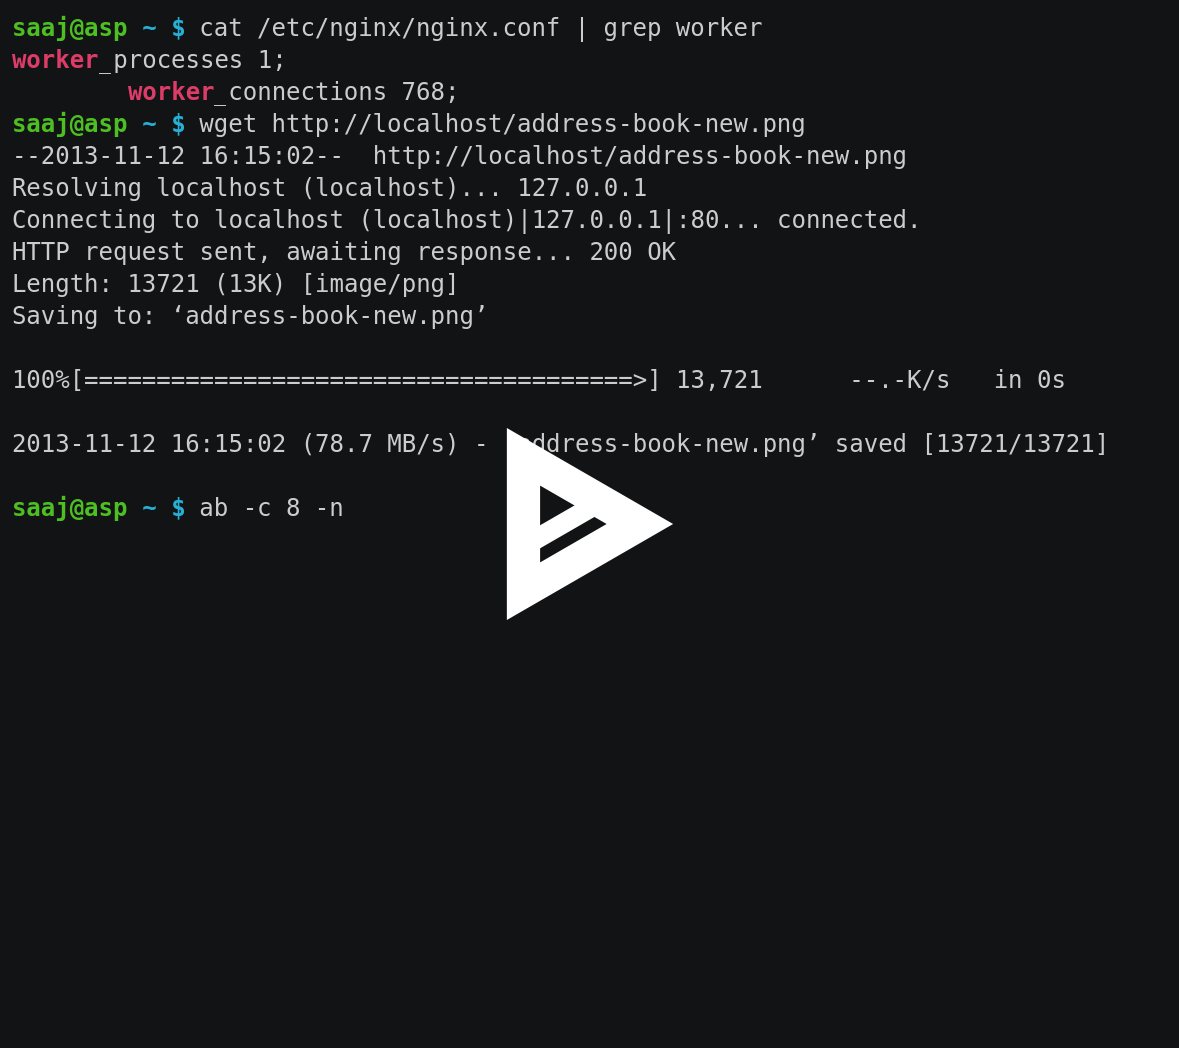 saaj@asp ~ $ cat /etc/nginx/nginx.conf | grep worker
worker_processes 1;
        worker_connections 768;
saaj@asp ~ $ wget http://localhost/address-book-new.png
--2013-11-12 16:15:02--  http://localhost/address-book-new.png
Resolving localhost (localhost)... 127.0.0.1
Connecting to localhost (localhost)|127.0.0.1|:80... connected.
HTTP request sent, awaiting response... 200 OK
Length: 13721 (13K) [image/png]
Saving to: ‘address-book-new.png’
100%[======================================>] 13,721      --.-K/s   in 0s
2013-11-12 16:15:02 (78.7 MB/s) - ‘address-book-new.png’ saved [13721/13721]
saaj@asp ~ $ ab -c 8 -n